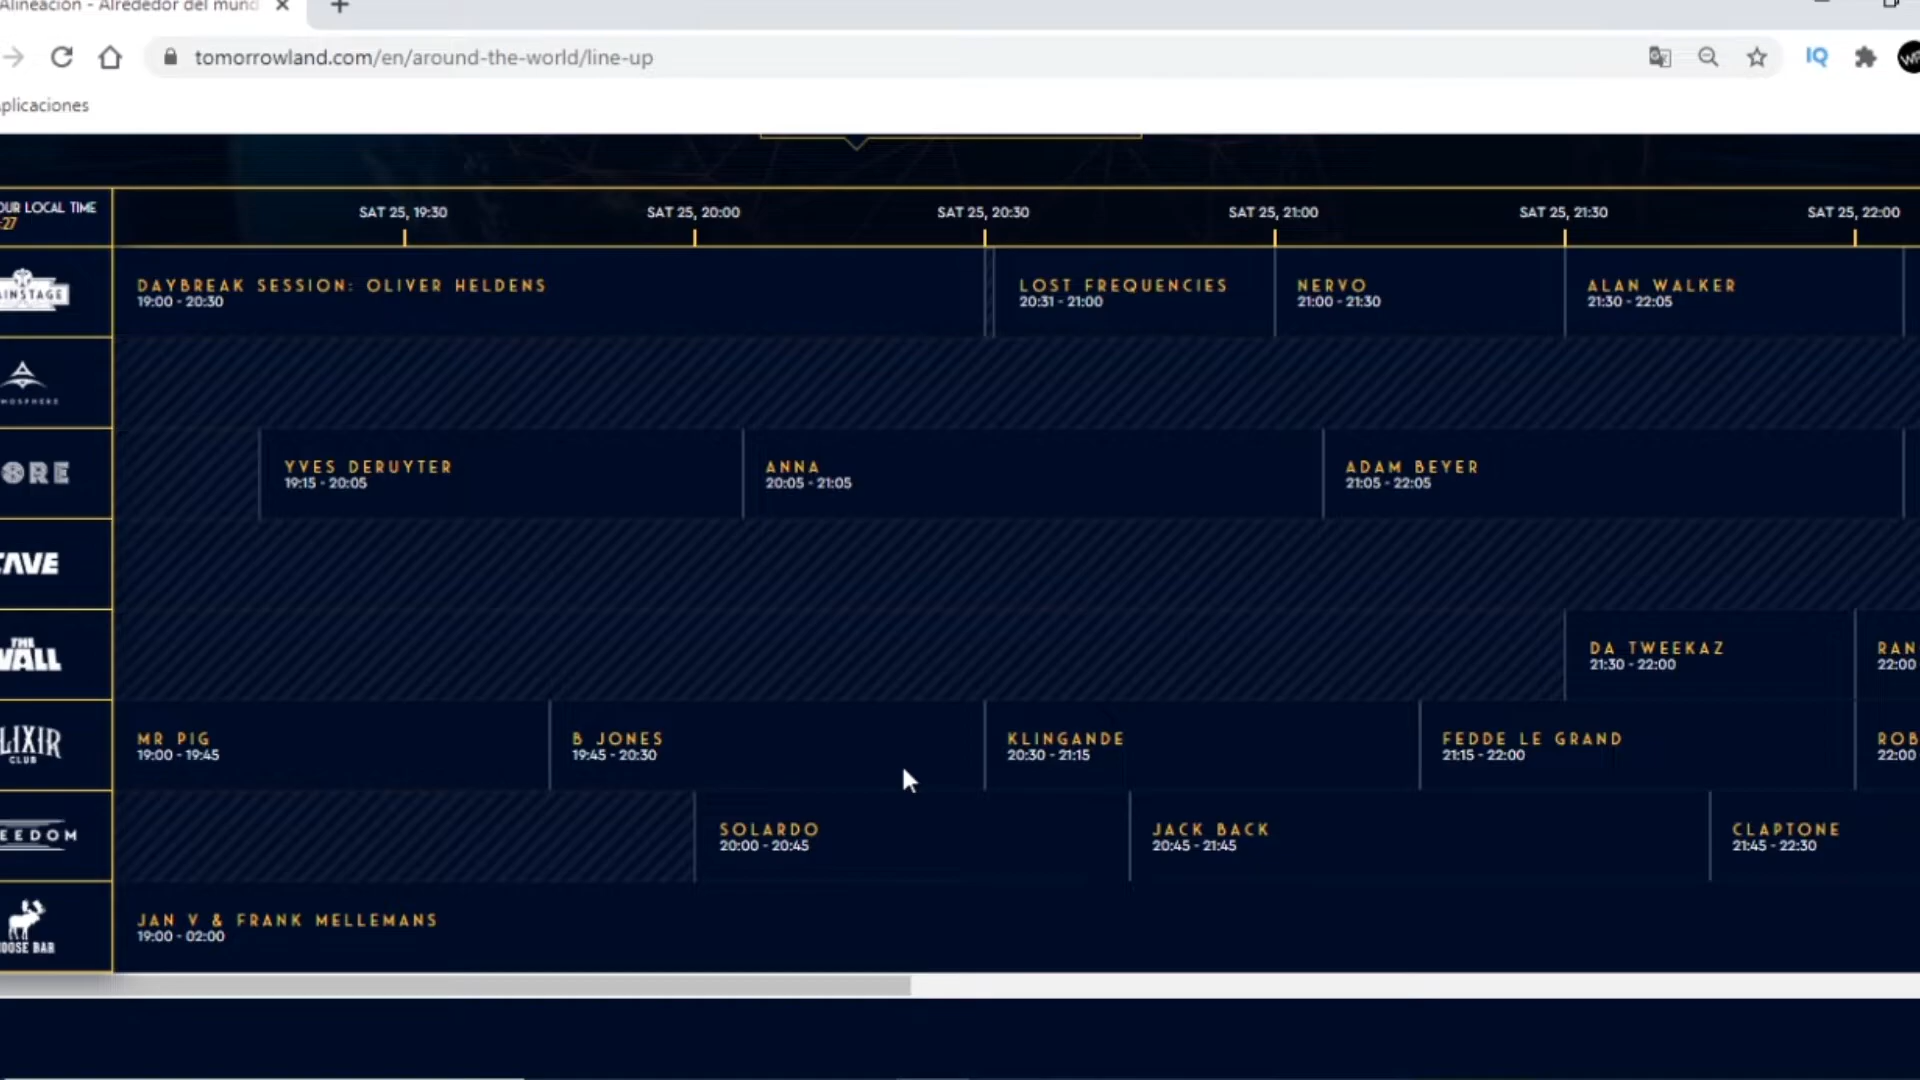 Alineación - Alrededor del mund
tomorrowland.com/en/around-the-world/line-up
IQ
plicaciones
OUR LOCAL TIME
:27
SAT 25, 19:30
SAT 25, 20:00
SAT 25, 20:30
SAT 25, 21:00
SAT 25, 21:30
SAT 25, 22:00
AINSTAGE
DAYBREAK SESSION: OLIVER HELDENS
19:00 - 20:30
LOST FREQUENCIES
20:31 - 21:00
NERVO
21:00 - 21:30
ALAN WALKER
21:30 - 22:05
MOSPHERE
ORE
YVES DERUYTER
19:15 - 20:05
ANNA
20:05 - 21:05
ADAM BEYER
21:05 - 22:05
CAVE
THE
WALL
DA TWEEKAZ
21:30 - 22:00
RAN
22:00
LIXIR
CLUB
MR PIG
19:00 - 19:45
B JONES
19:45 - 20:30
KLINGANDE
20:30 - 21:15
FEDDE LE GRAND
21:15 - 22:00
ROB
22:00
EEDOM
SOLARDO
20:00 - 20:45
JACK BACK
20:45 - 21:45
CLAPTONE
21:45 - 22:30
OOSE BAR
JAN V & FRANK MELLEMANS
19:00 - 02:00